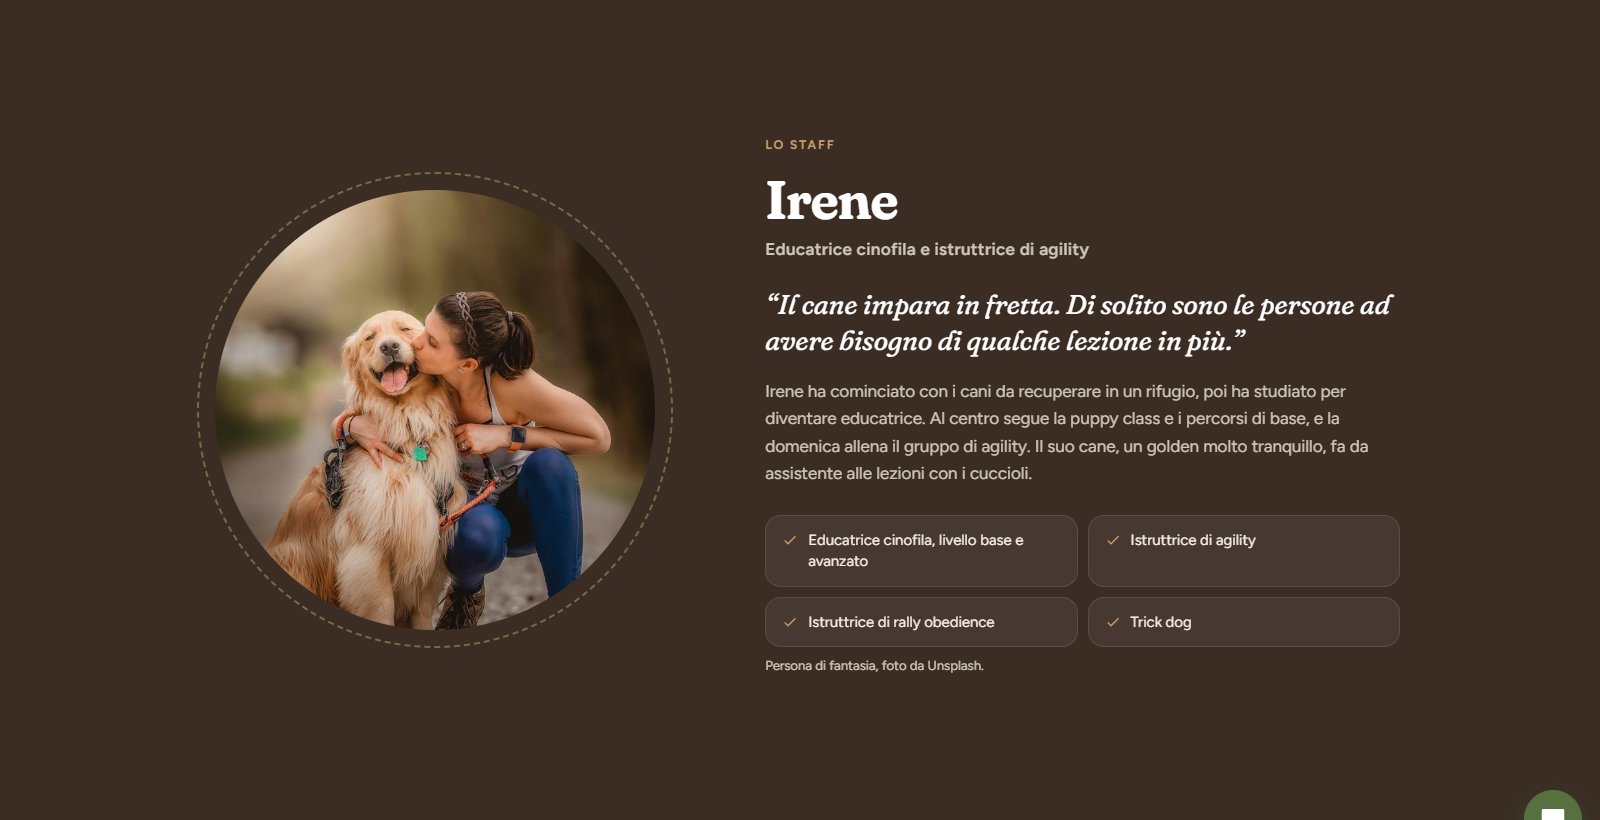 LO STAFF
Irene
Educatrice cinofila e istruttrice di agility
“Il cane impara in fretta. Di solito sono le persone ad
avere bisogno di qualche lezione in più.”
Irene ha cominciato con i cani da recuperare in un rifugio, poi ha studiato per
diventare educatrice. Al centro segue la puppy class e i percorsi di base, e la
domenica allena il gruppo di agility. Il suo cane, un golden molto tranquillo, fa da
assistente alle lezioni con i cuccioli.
Educatrice cinofila, livello base e
avanzato
Istruttrice di agility
Istruttrice di rally obedience
Trick dog
Persona di fantasia, foto da Unsplash.